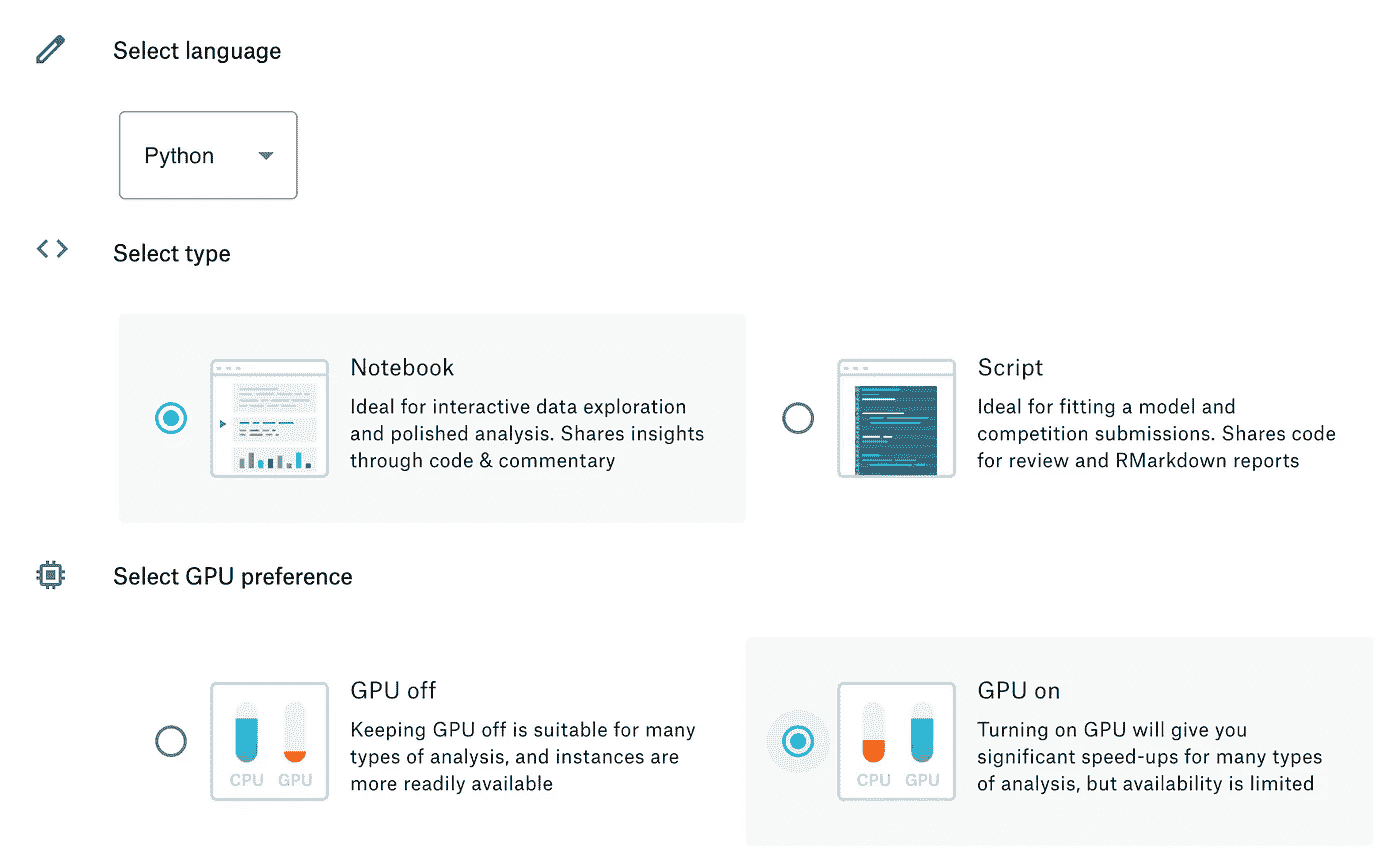 Select language
Python
Select type
Notebook
Ideal for interactive data exploration
and polished analysis. Shares insights
through code & commentary
Script
Ideal for fitting a model and
competition submissions. Shares code
for review and RMarkdown reports
Select GPU preference
GPU off
Keeping GPU off is suitable for many
types of analysis, and instances are
more readily available
CPU GPU
GPU on
Turning on GPU will give you
significant speed-ups for many types
of analysis, but availability is limited
CPU GPU